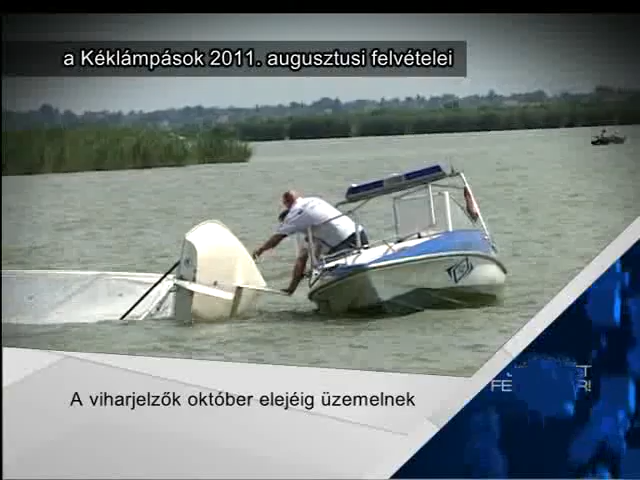 a Kéklámpások 2011. augusztusi felvételei
A viharjelzők október elejéig üzemelnek